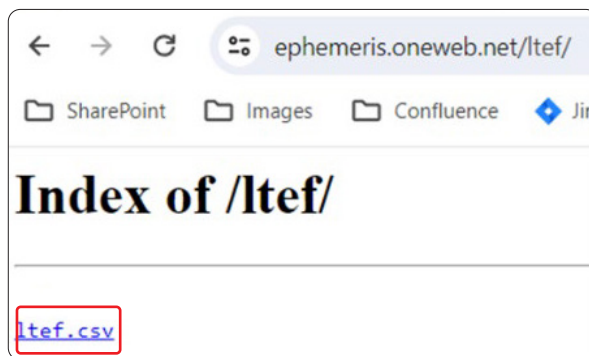 ephemeris.oneweb.net/ltef/
SharePoint Images Confluence
Index of /ltef/
ltef.csv